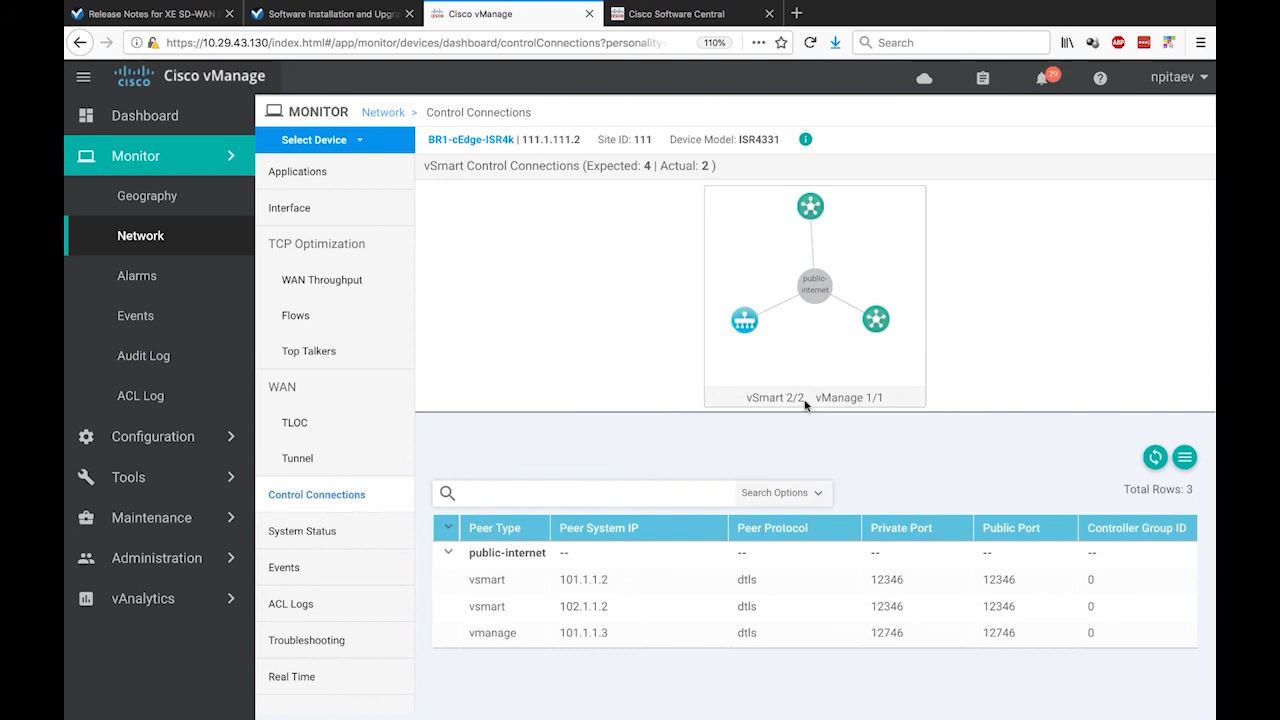 Release Notes for XE SD-WAN
Software Installation and Upgra
Cisco vManage
Cisco Software Central
https://10.29.43.130/index.html#/app/monitor/devices/dashboard/controlConnections?personality
110%
Search
ABP
cisco
Cisco vManage
29
npitaev
Dashboard
Monitor
Geography
Network
Alarms
Events
Audit Log
ACL Log
Configuration
Tools
Maintenance
Administration
vAnalytics
MONITOR
Network > Control Connections
Select Device
Applications
Interface
TCP Optimization
WAN Throughput
Flows
Top Talkers
WAN
TLOC
Tunnel
Control Connections
System Status
Events
ACL Logs
Troubleshooting
Real Time
BR1-cEdge-ISR4k | 111.1.111.2 Site ID: 111 Device Model: ISR4331
vSmart Control Connections (Expected: 4 | Actual: 2 )
public-
internet
vSmart 2/2 vManage 1/1
Search Options
Total Rows: 3
Peer Type Peer System IP Peer Protocol Private Port Public Port Controller Group ID
public-internet -- -- -- -- --
vsmart 101.1.1.2 dtls 12346 12346 0
vsmart 102.1.1.2 dtls 12346 12346 0
vmanage 101.1.1.3 dtls 12746 12746 0